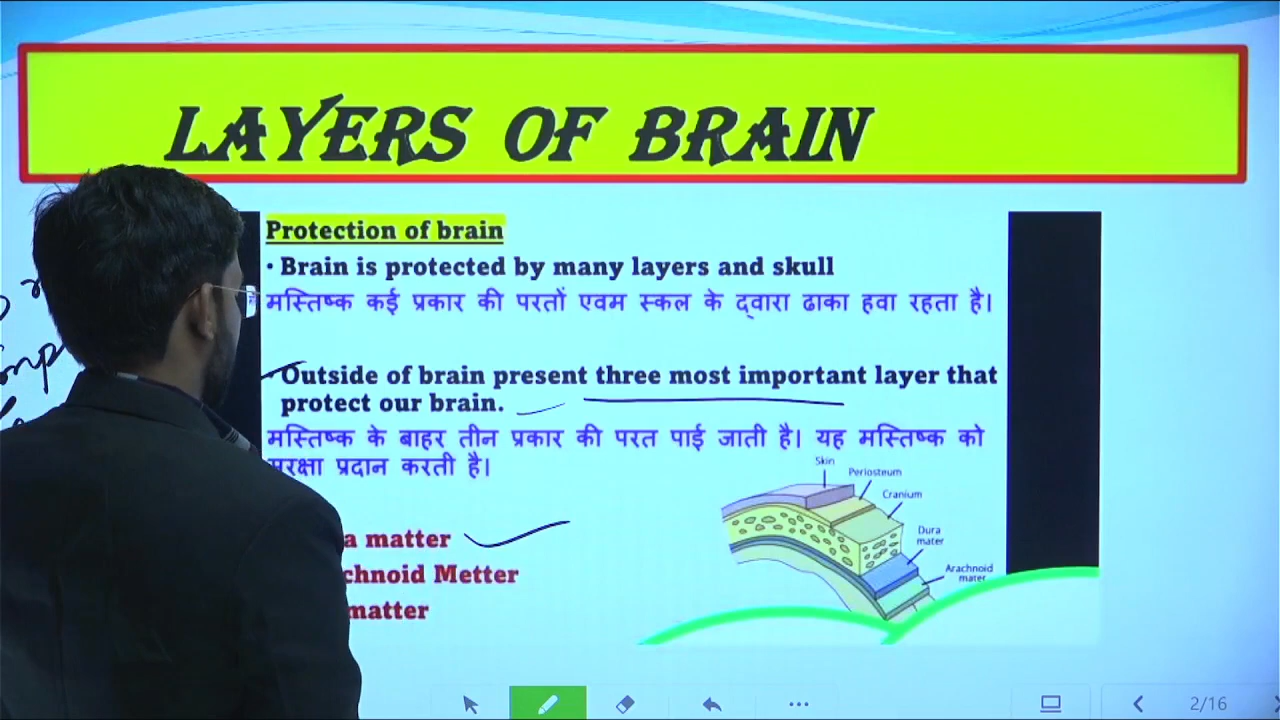 LAYERS OF BRAIN
Protection of brain
· Brain is protected by many layers and skull
मस्तिष्क कई प्रकार की परतों एवम स्कल के द्वारा ढाका हवा रहता है।
· Outside of brain present three most important layer that
protect our brain.
मस्तिष्क के बाहर तीन प्रकार की परत पाई जाती है। यह मस्तिष्क को
सुरक्षा प्रदान करती है।
Skin
Periosteum
Cranium
Dura
mater
Arachnoid
mater
a matter
chnoid Metter
matter
2/16